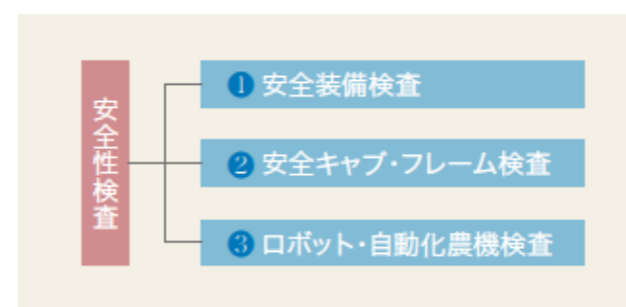 安全性検査
❶ 安全装備検査
❷ 安全キャブ・フレーム検査
❸ ロボット・自動化農機検査